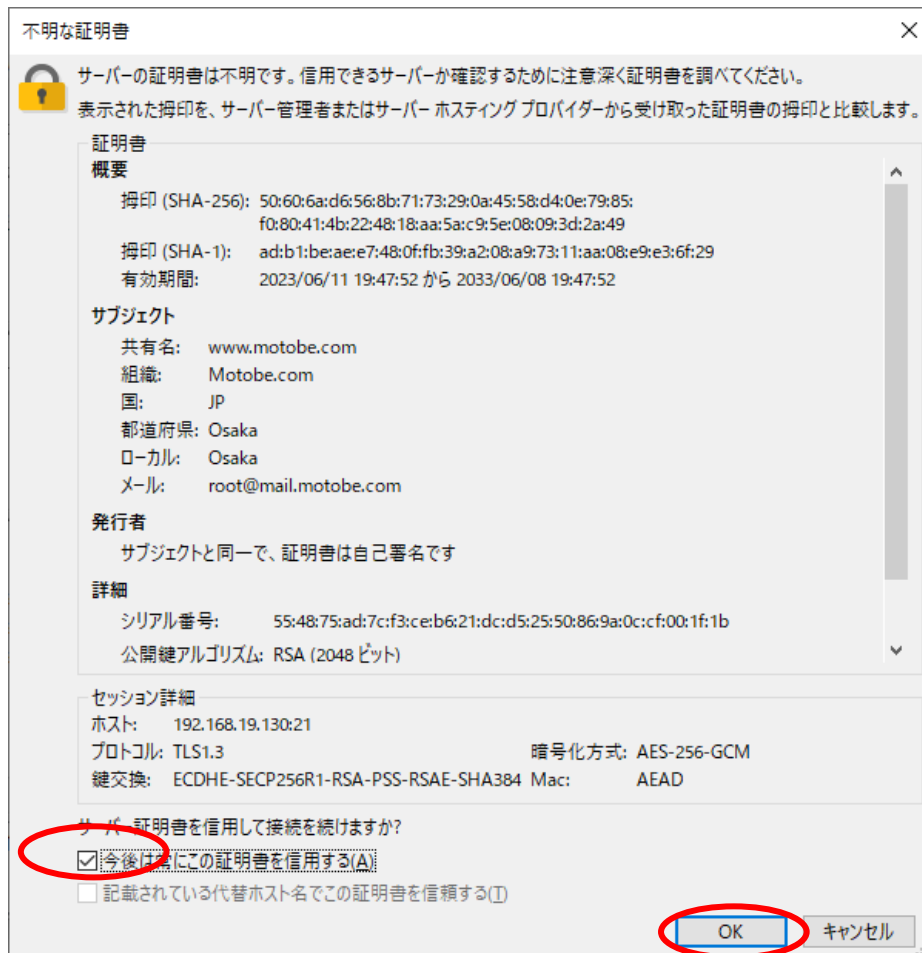 不明な証明書
サーバーの証明書は不明です。信用できるサーバーか確認するために注意深く証明書を調べてください。
表示された拇印を、サーバー管理者またはサーバー ホスティング プロバイダーから受け取った証明書の拇印と比較します。
証明書
概要
拇印 (SHA-256): 50:60:6a:d6:56:8b:71:73:29:0a:45:58:d4:0e:79:85:
f0:80:41:4b:22:48:18:aa:5a:c9:5e:08:09:3d:2a:49
拇印 (SHA-1): ad:b1:be:ae:e7:48:0f:fb:39:a2:08:a9:73:11:aa:08:e9:e3:6f:29
有効期間: 2023/06/11 19:47:52 から 2033/06/08 19:47:52
サブジェクト
共有名: www.motobe.com
組織: Motobe.com
国: JP
都道府県: Osaka
ローカル: Osaka
メール: root@mail.motobe.com
発行者
サブジェクトと同一で、証明書は自己署名です
詳細
シリアル番号: 55:48:75:ad:7c:f3:ce:b6:21:dc:d5:25:50:86:9a:0c:cf:00:1f:1b
公開鍵アルゴリズム: RSA (2048 ビット)
セッション詳細
ホスト: 192.168.19.130:21
プロトコル: TLS1.3 暗号化方式: AES-256-GCM
鍵交換: ECDHE-SECP256R1-RSA-PSS-RSAE-SHA384 Mac: AEAD
サーバー証明書を信用して接続を続けますか?
今後は常にこの証明書を信用する(A)
記載されている代替ホスト名でこの証明書を信頼する(T)
OK キャンセル